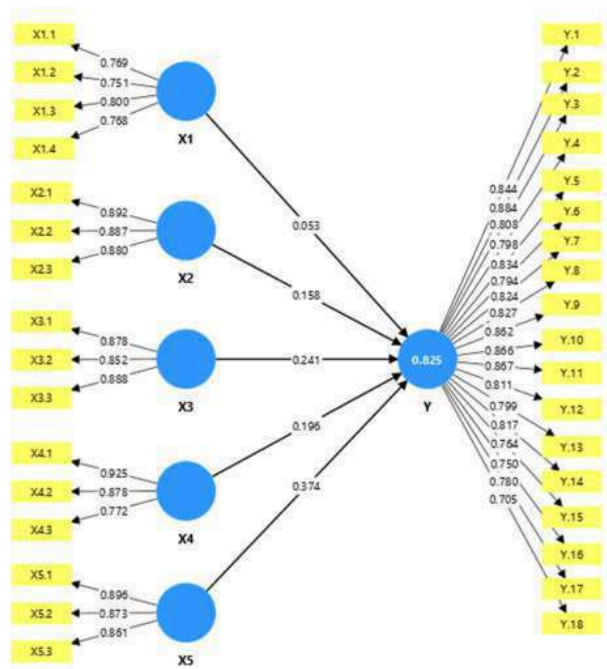 X1.1
X1.2
X1.3
X1.4
0.769
0.751
0.800
0.768
X1
X2.1
X2.2
X2.3
0.892
0.887
0.880
X2
X3.1
X3.2
X3.3
0.878
0.852
0.888
X3
X4.1
X4.2
X4.3
0.925
0.878
0.772
X4
X5.1
X5.2
X5.3
0.896
0.873
0.861
X5
0.053
0.158
0.241
0.196
0.374
0.825
Y
0.844
0.884
0.808
0.798
0.834
0.794
0.824
0.827
0.862
0.866
0.867
0.811
0.799
0.817
0.764
0.750
0.780
0.705
Y.1
Y.2
Y.3
Y.4
Y.5
Y.6
Y.7
Y.8
Y.9
Y.10
Y.11
Y.12
Y.13
Y.14
Y.15
Y.16
Y.17
Y.18